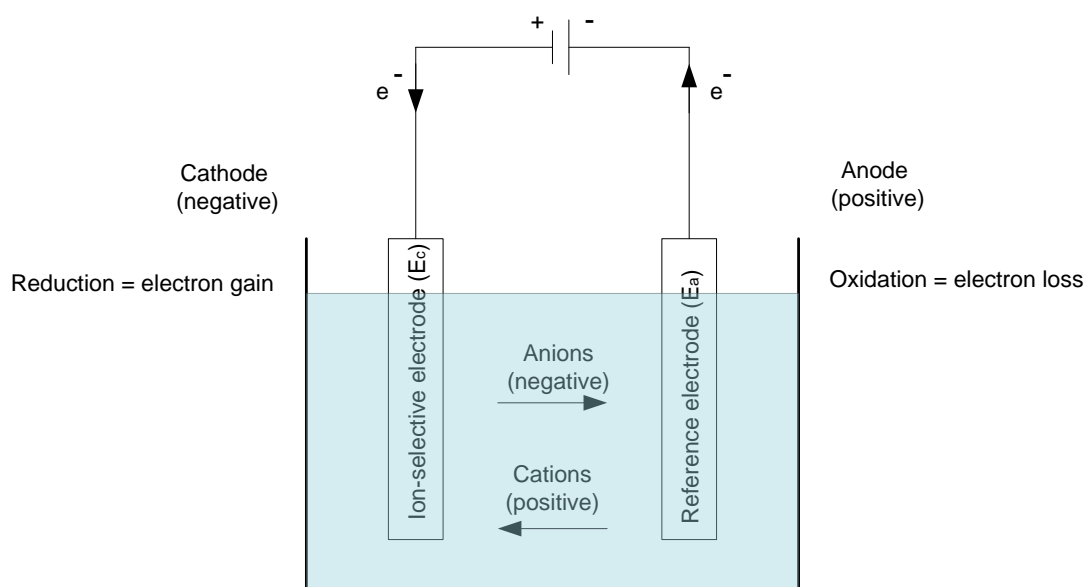 + -
e- e-
Cathode
(negative)
Anode
(positive)
Reduction = electron gain
Oxidation = electron loss
Ion-selective electrode (Ec)
Reference electrode (Ea)
Anions
(negative)
Cations
(positive)